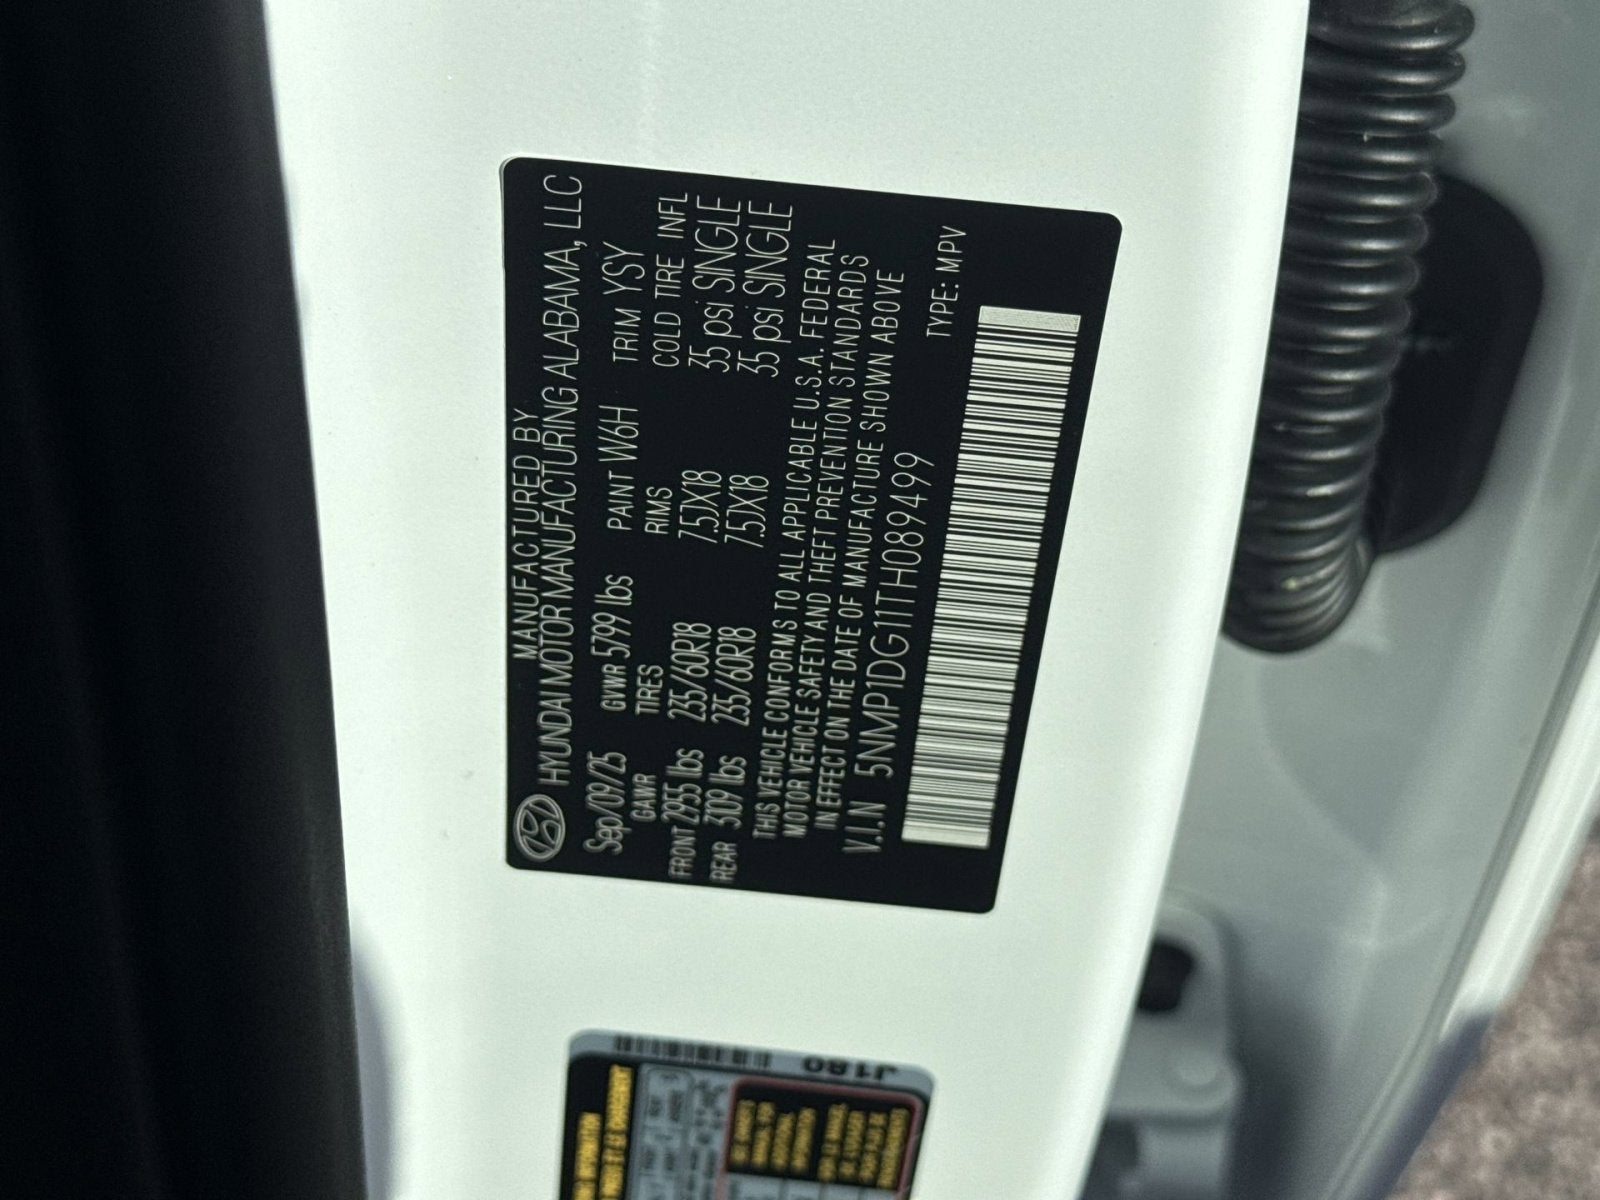 MANUFACTURED BY
HYUNDAI MOTOR MANUFACTURING ALABAMA, LLC
Sep/09/25 GVWR 5799 lbs PAINT W6H TRIM YSY
GAWR TIRES RIMS COLD TIRE INFL
FRONT 2955 lbs 235/60R18 7.5JX18 35 psi SINGLE
REAR 3109 lbs 235/60R18 7.5JX18 35 psi SINGLE
THIS VEHICLE CONFORMS TO ALL APPLICABLE U.S.A. FEDERAL
MOTOR VEHICLE SAFETY AND THEFT PREVENTION STANDARDS
IN EFFECT ON THE DATE OF MANUFACTURE SHOWN ABOVE
V.I.N 5NMP1DG11TH089499 TYPE: MPV
J180